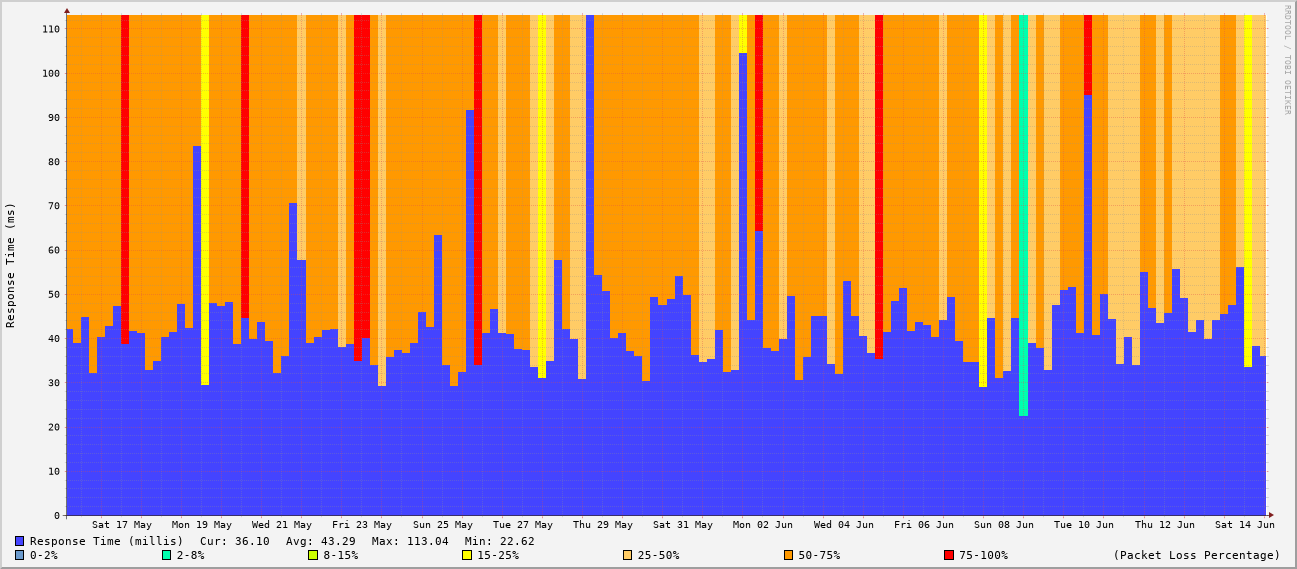 RRDTOOL / TOBI OETIKER
Response Time (ms)
110
100
90
80
70
60
50
40
30
20
10
0
Sat 17 May Mon 19 May Wed 21 May Fri 23 May Sun 25 May Tue 27 May Thu 29 May Sat 31 May Mon 02 Jun Wed 04 Jun Fri 06 Jun Sun 08 Jun Tue 10 Jun Thu 12 Jun Sat 14 Jun
Response Time (millis) Cur: 36.10 Avg: 43.29 Max: 113.04 Min: 22.62
0-2% 2-8% 8-15% 15-25% 25-50% 50-75% 75-100% (Packet Loss Percentage)